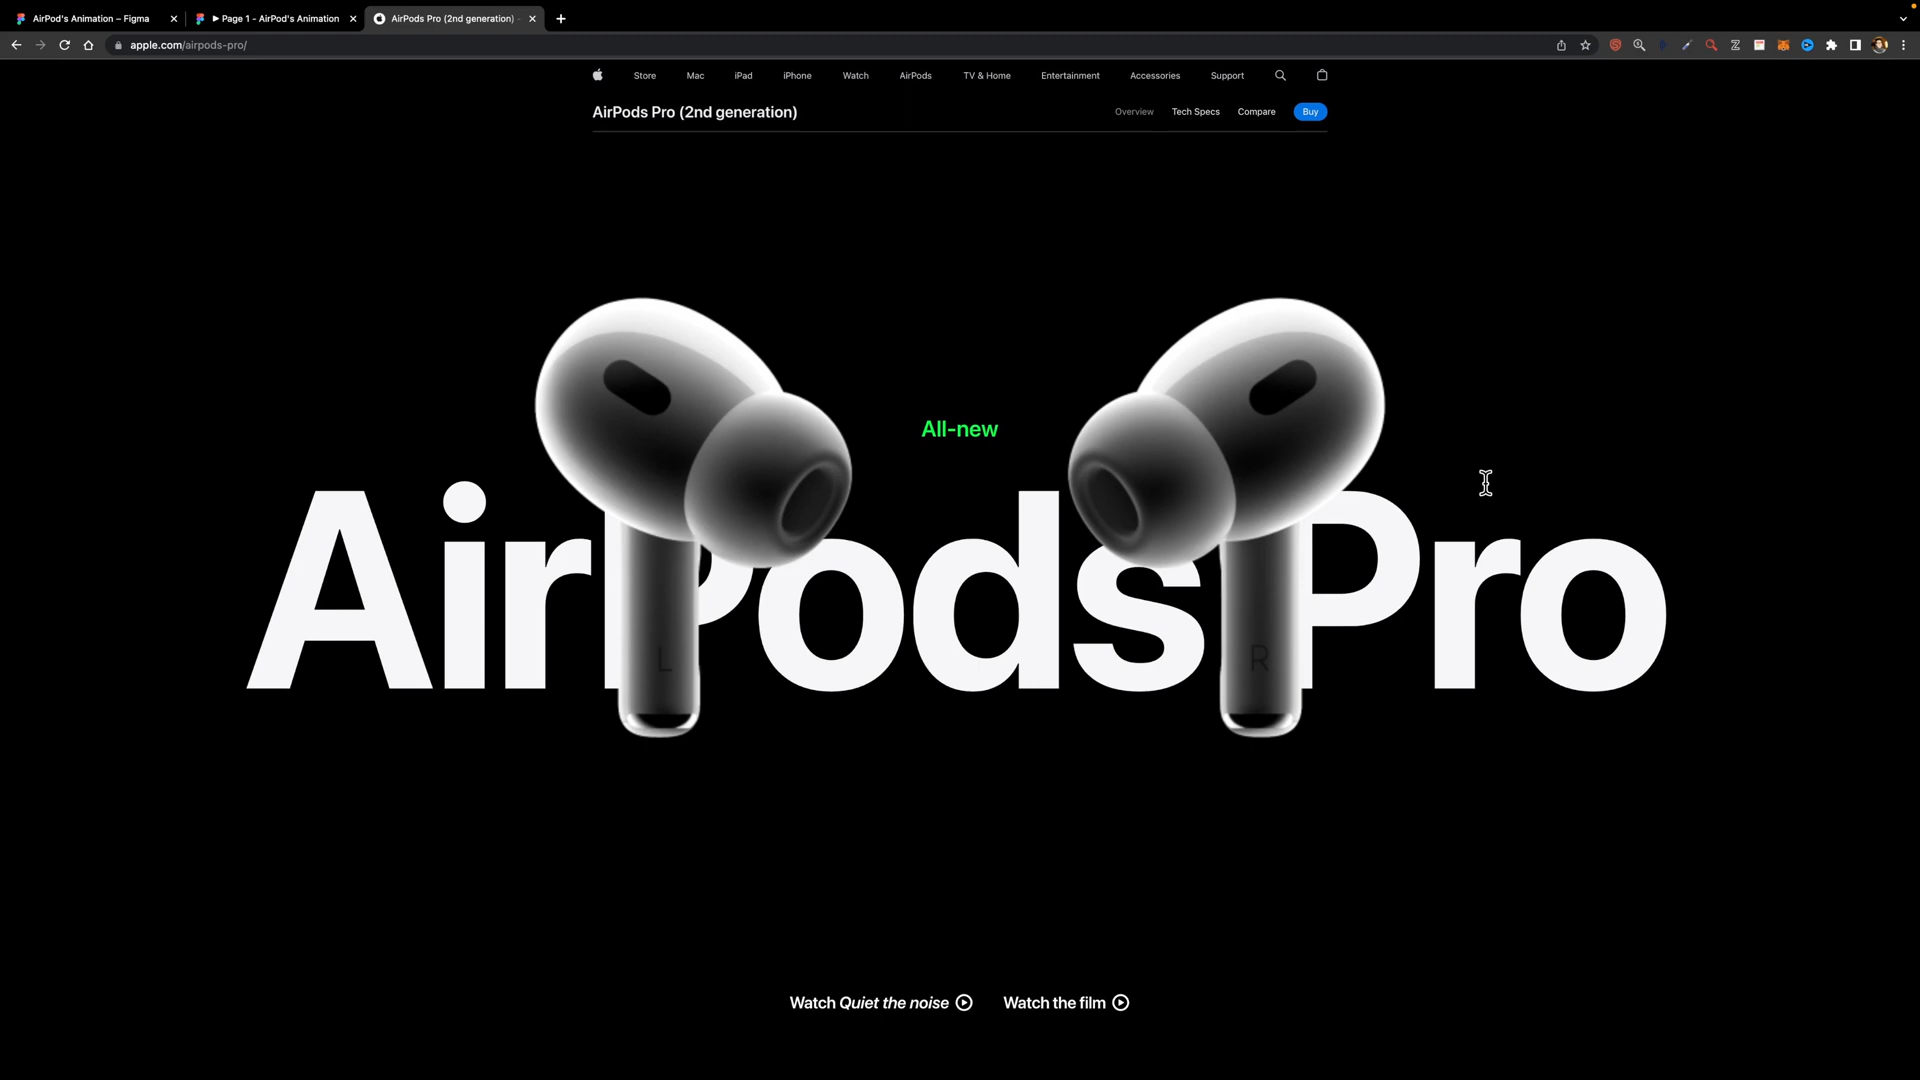 AirPod's Animation – Figma
Page 1 - AirPod's Animation
AirPods Pro (2nd generation) -
apple.com/airpods-pro/
Store Mac iPad iPhone Watch AirPods TV & Home Entertainment Accessories Support
AirPods Pro (2nd generation)
Overview Tech Specs Compare Buy
All-new
AirPods Pro
L R
Watch Quiet the noise Watch the film